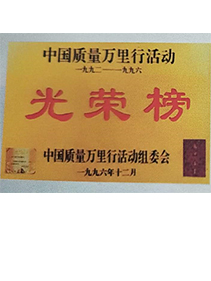 中国质量万里行活动
一九九二——一九九六
光荣榜
中国质量万里行活动组委会
一九九六年十二月